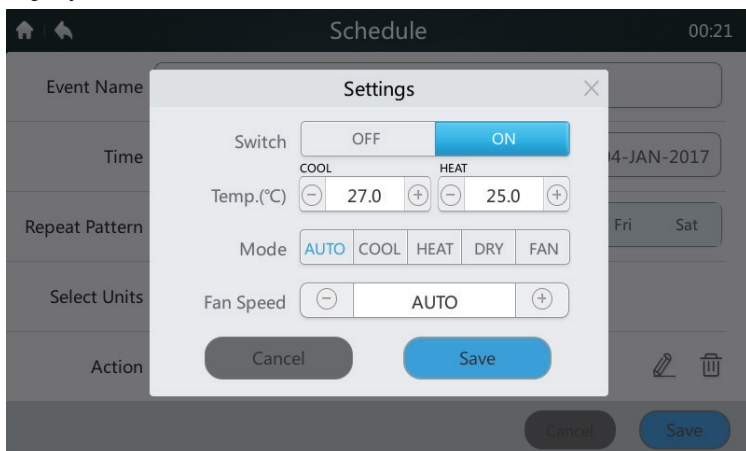 Schedule 00:21
Event Name
Settings
Switch OFF ON
Time 04-JAN-2017
COOL HEAT
Temp.(℃) 27.0 25.0
Repeat Pattern Fri Sat
Mode AUTO COOL HEAT DRY FAN
Select Units
Fan Speed AUTO
Action
Cancel Save
Cancel Save